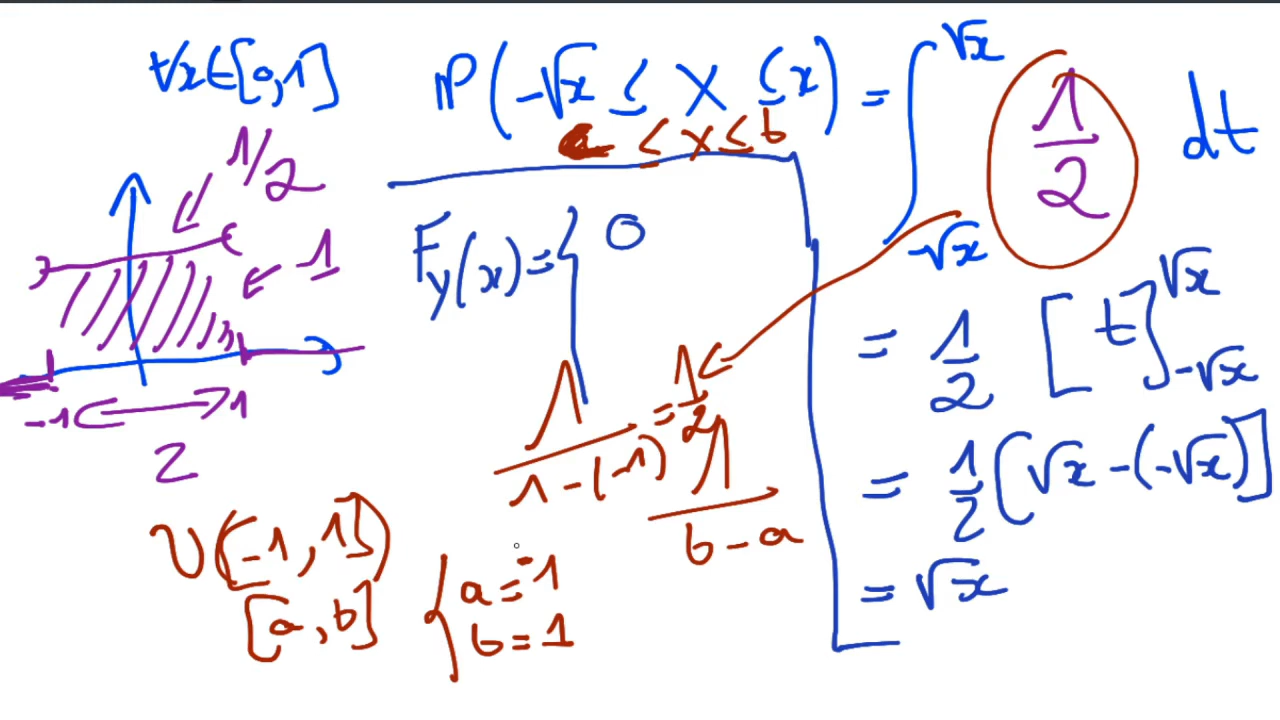 ∀x∈[0,1]
P(-√x ≤ X ≤ x) = ∫_{-√x}^{√x} 1/2 dt
a ≤ x ≤ b
1/2
1
-1 1
2
F_Y(x) = { 0
1/(1-(-1)) = 1/2
1/(b-a)
= 1/2 [t]_{-√x}^{√x}
= 1/2 [√x - (-√x)]
= √x
U([-1, 1])
[a, b]
{ a = -1
b = 1